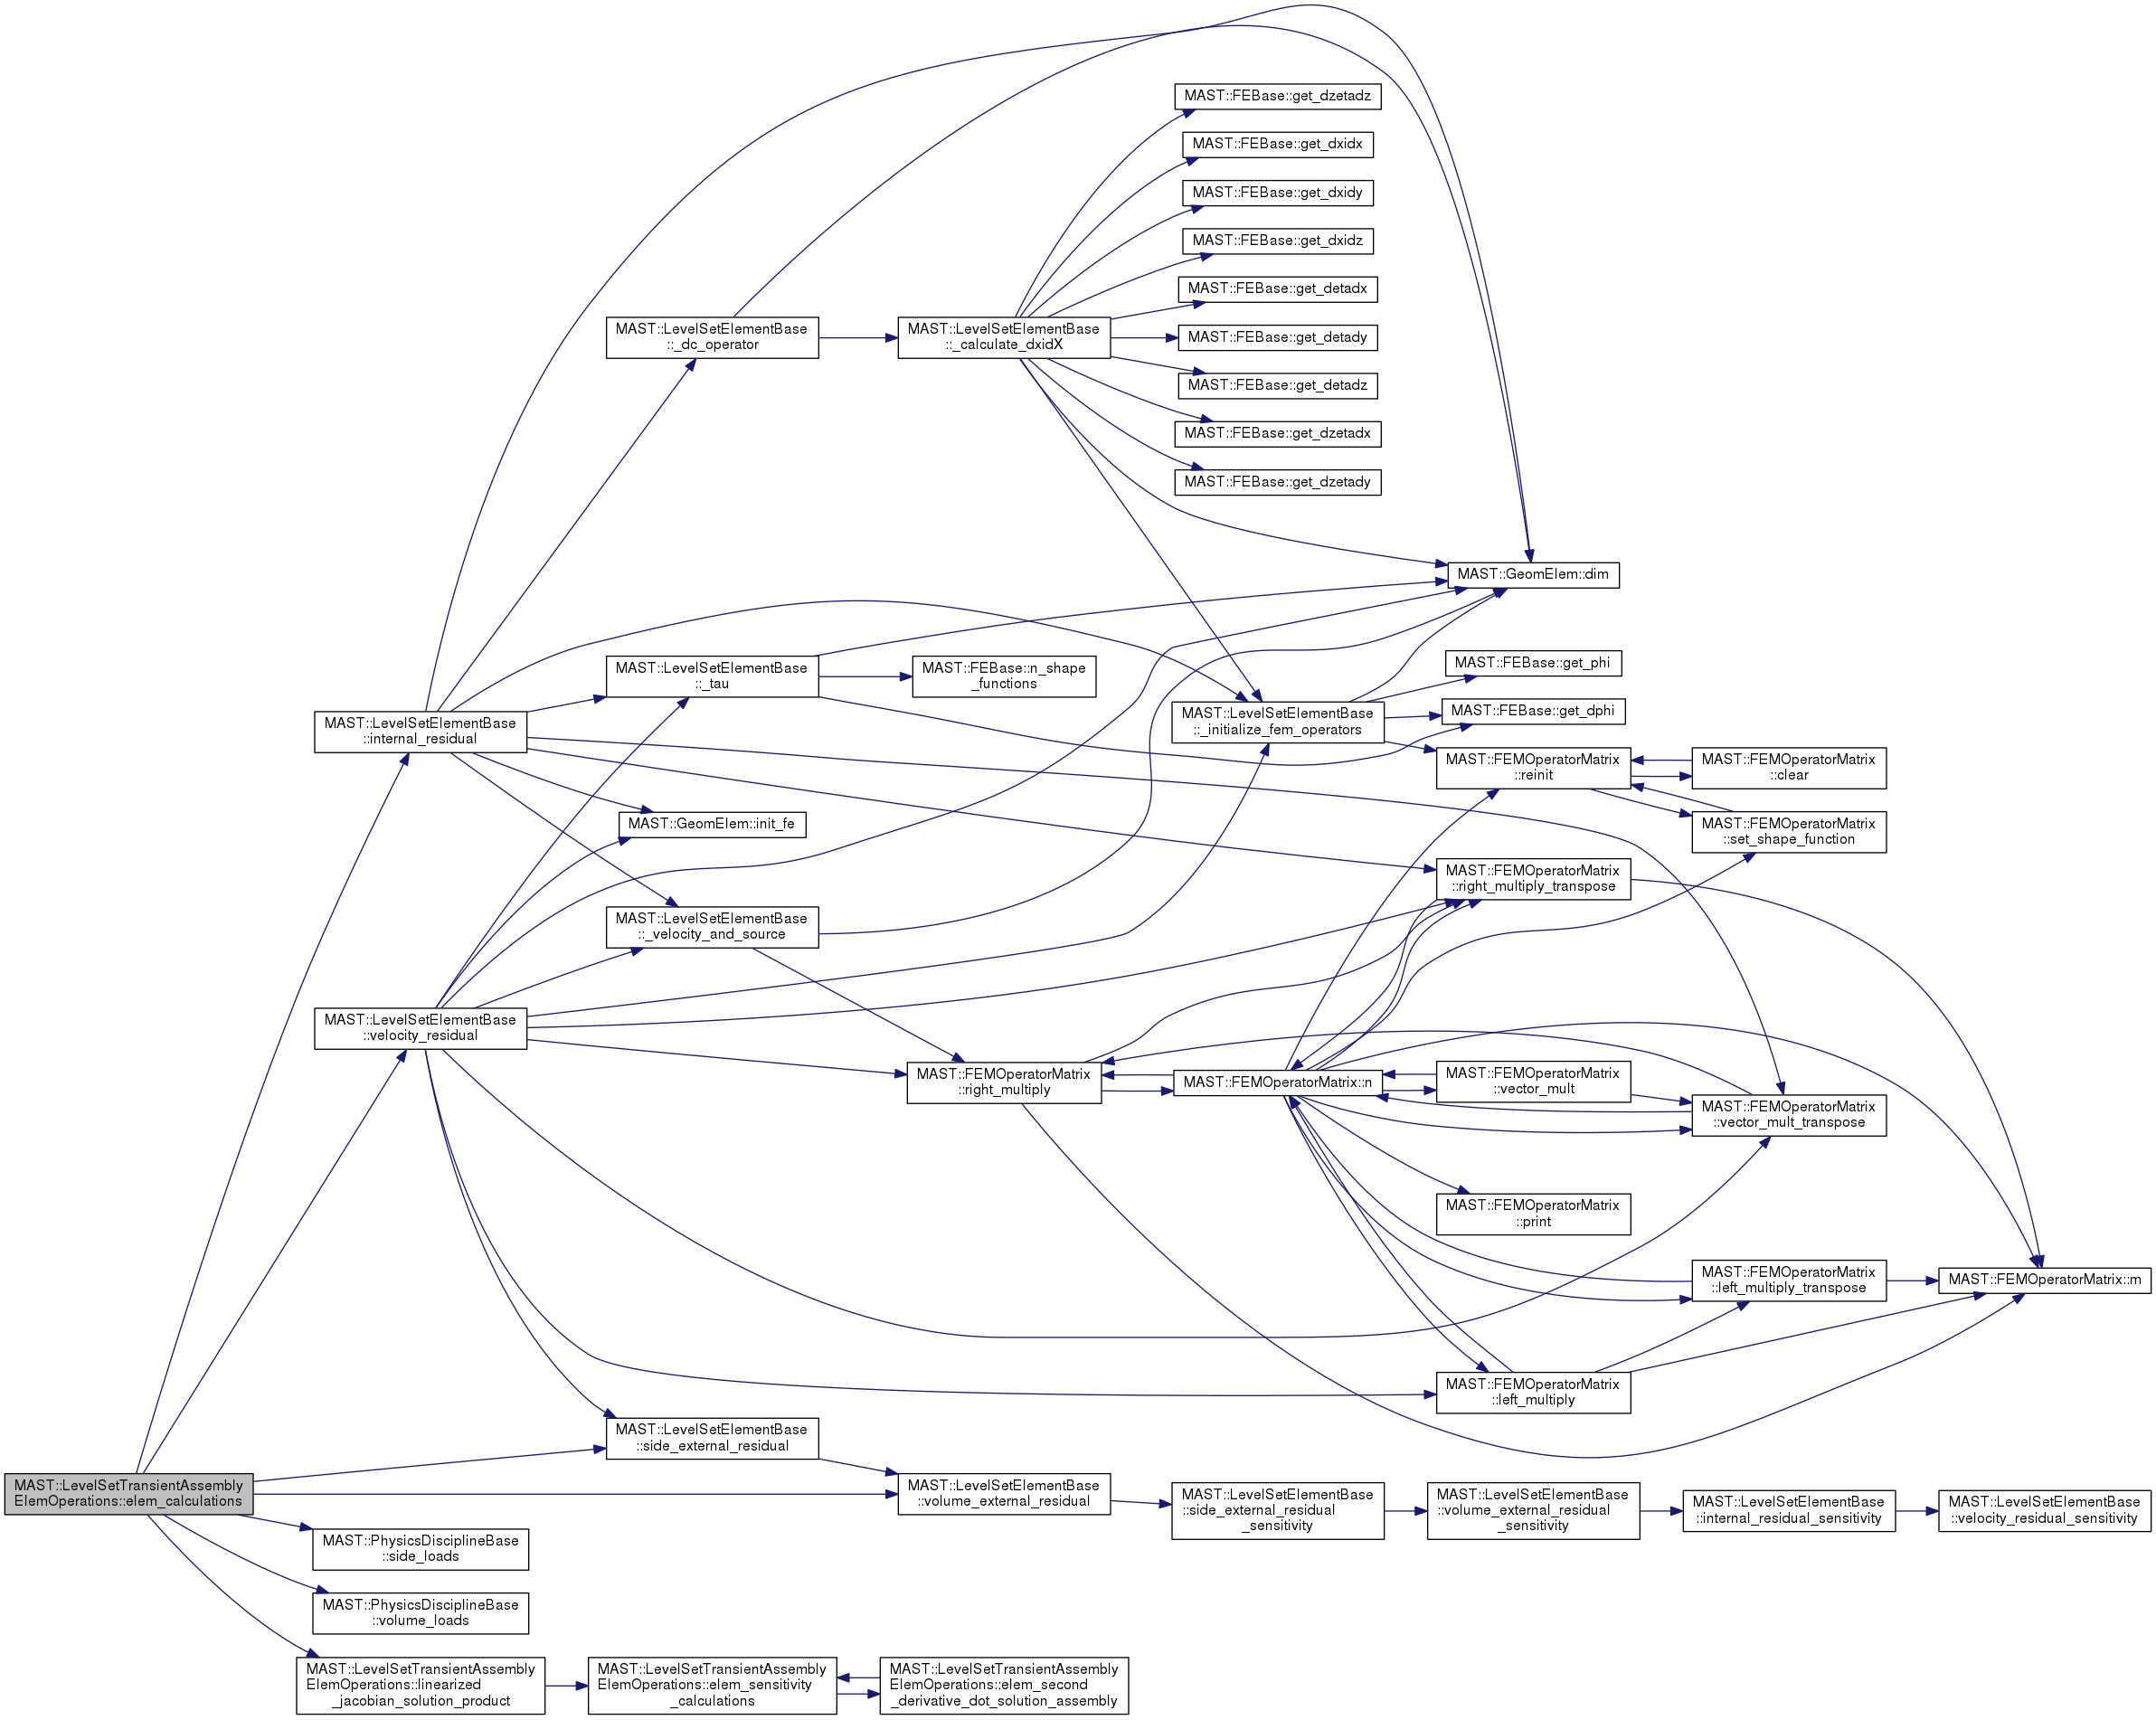 MAST::FEBase::get_dzetadz
MAST::FEBase::get_dxidx
MAST::FEBase::get_dxidy
MAST::FEBase::get_dxidz
MAST::FEBase::get_detadx
MAST::LevelSetElementBase
::_dc_operator
MAST::LevelSetElementBase
::_calculate_dxidX
MAST::FEBase::get_detady
MAST::FEBase::get_detadz
MAST::FEBase::get_dzetadx
MAST::FEBase::get_dzetady
MAST::GeomElem::dim
MAST::LevelSetElementBase
::_tau
MAST::FEBase::n_shape
_functions
MAST::FEBase::get_phi
MAST::LevelSetElementBase
::internal_residual
MAST::LevelSetElementBase
::_initialize_fem_operators
MAST::FEBase::get_dphi
MAST::FEMOperatorMatrix
::reinit
MAST::FEMOperatorMatrix
::clear
MAST::GeomElem::init_fe
MAST::FEMOperatorMatrix
::set_shape_function
MAST::FEMOperatorMatrix
::right_multiply_transpose
MAST::LevelSetElementBase
::_velocity_and_source
MAST::LevelSetElementBase
::velocity_residual
MAST::FEMOperatorMatrix
::right_multiply
MAST::FEMOperatorMatrix::n
MAST::FEMOperatorMatrix
::vector_mult
MAST::FEMOperatorMatrix
::vector_mult_transpose
MAST::FEMOperatorMatrix
::print
MAST::FEMOperatorMatrix
::left_multiply_transpose
MAST::FEMOperatorMatrix::m
MAST::FEMOperatorMatrix
::left_multiply
MAST::LevelSetElementBase
::side_external_residual
MAST::LevelSetTransientAssembly
ElemOperations::elem_calculations
MAST::LevelSetElementBase
::volume_external_residual
MAST::LevelSetElementBase
::side_external_residual
_sensitivity
MAST::LevelSetElementBase
::volume_external_residual
_sensitivity
MAST::LevelSetElementBase
::internal_residual_sensitivity
MAST::LevelSetElementBase
::velocity_residual_sensitivity
MAST::PhysicsDisciplineBase
::side_loads
MAST::PhysicsDisciplineBase
::volume_loads
MAST::LevelSetTransientAssembly
ElemOperations::linearized
_jacobian_solution_product
MAST::LevelSetTransientAssembly
ElemOperations::elem_sensitivity
_calculations
MAST::LevelSetTransientAssembly
ElemOperations::elem_second
_derivative_dot_solution_assembly